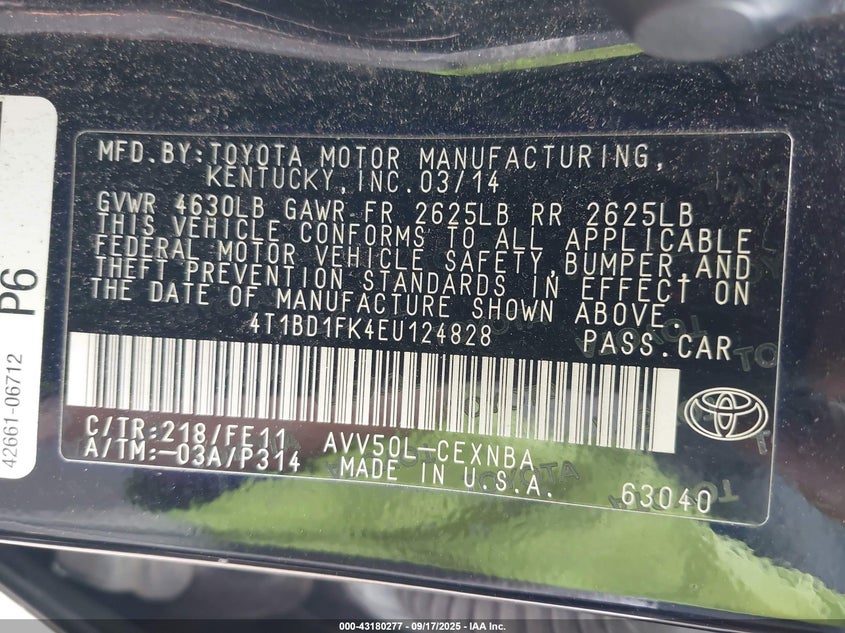 MFD.BY:TOYOTA MOTOR MANUFACTURING,
KENTUCKY, INC. 03/14
GVWR 4630LB GAWR FR 2625LB RR 2625LB
THIS VEHICLE CONFORMS TO ALL APPLICABLE
FEDERAL MOTOR VEHICLE SAFETY, BUMPER, AND
THEFT PREVENTION STANDARDS IN EFFECT ON
THE DATE OF MANUFACTURE SHOWN ABOVE.
4T1BD1FK4EU124828 PASS.CAR
C/TR:218/FE11 AVV50L-CEXNBA
A/TM:-03A/P314 MADE IN U.S.A.
63040
42661-06712
P6
TOYOTA
TOYOTA
000-43180277 - 09/17/2025 - IAA Inc.